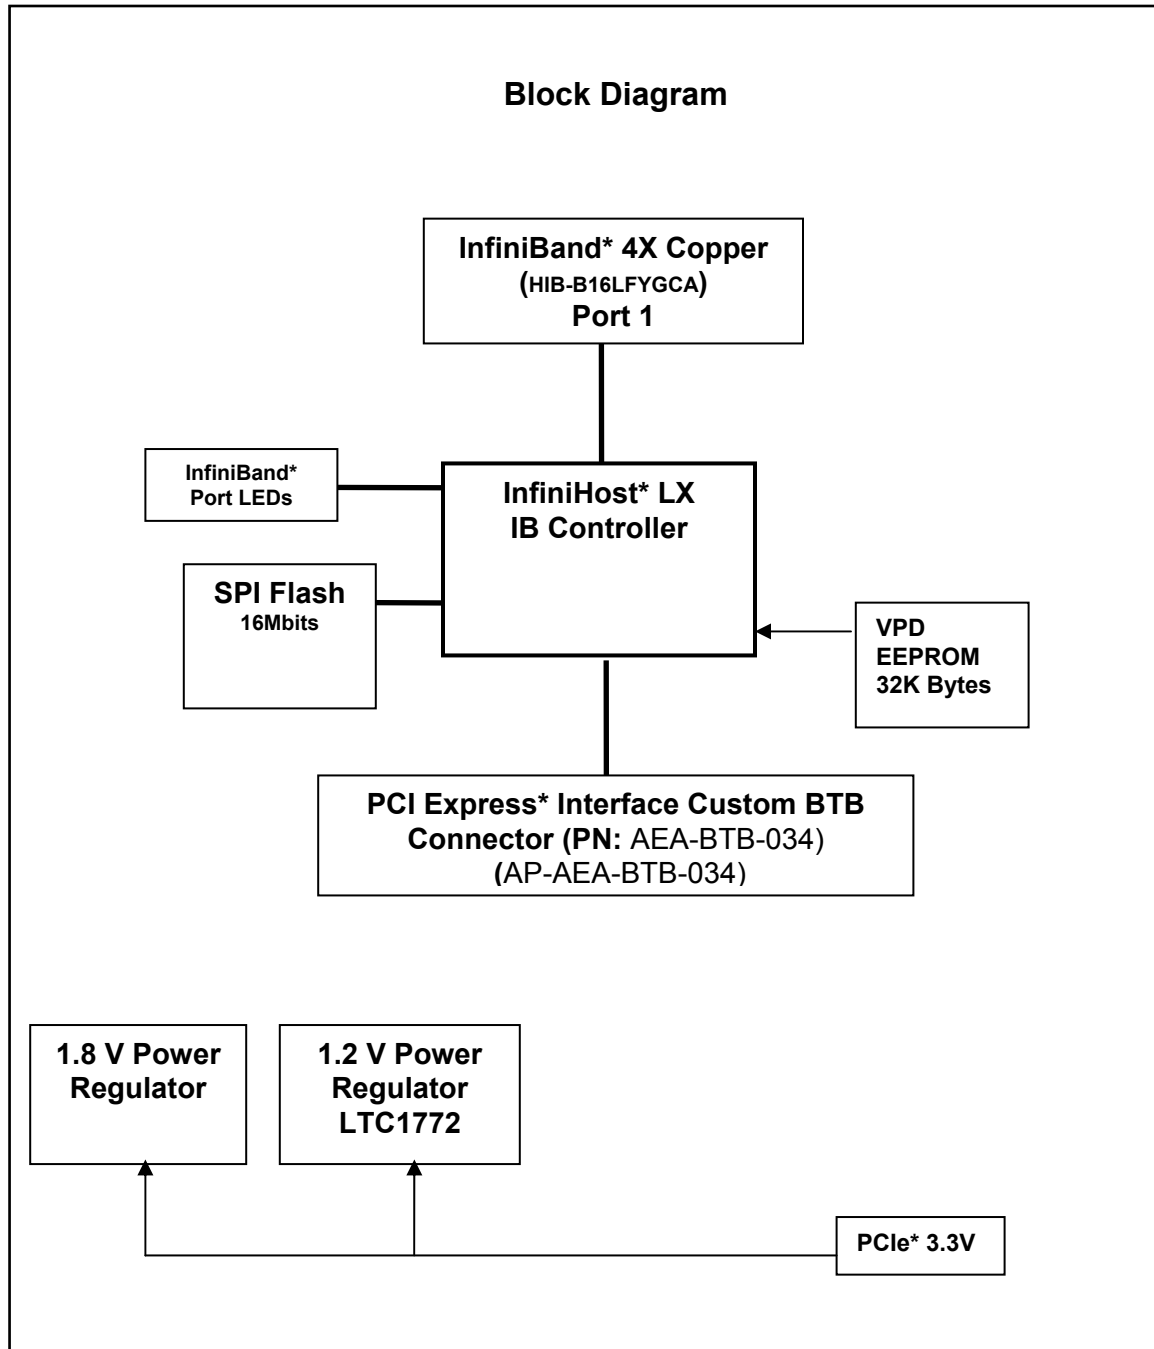 Block Diagram
InfiniBand* 4X Copper
(HIB-B16LFYGCA)
Port 1
InfiniBand*
Port LEDs
InfiniHost* LX
IB Controller
SPI Flash
16Mbits
VPD
EEPROM
32K Bytes
PCI Express* Interface Custom BTB
Connector (PN: AEA-BTB-034)
(AP-AEA-BTB-034)
1.8 V Power
Regulator
1.2 V Power
Regulator
LTC1772
PCIe* 3.3V